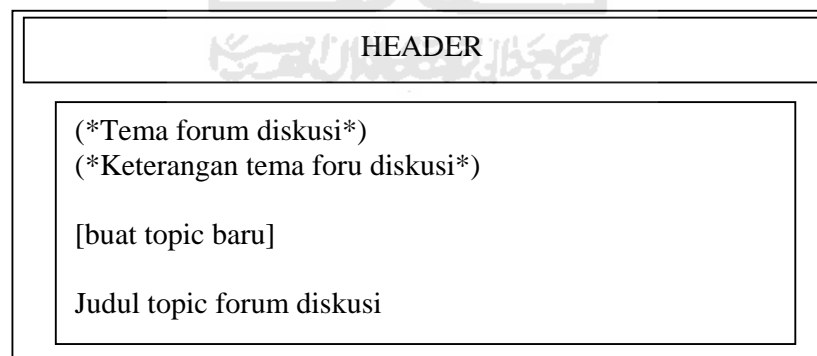 HEADER
(*Tema forum diskusi*)
(*Keterangan tema foru diskusi*)
[buat topic baru]
Judul topic forum diskusi